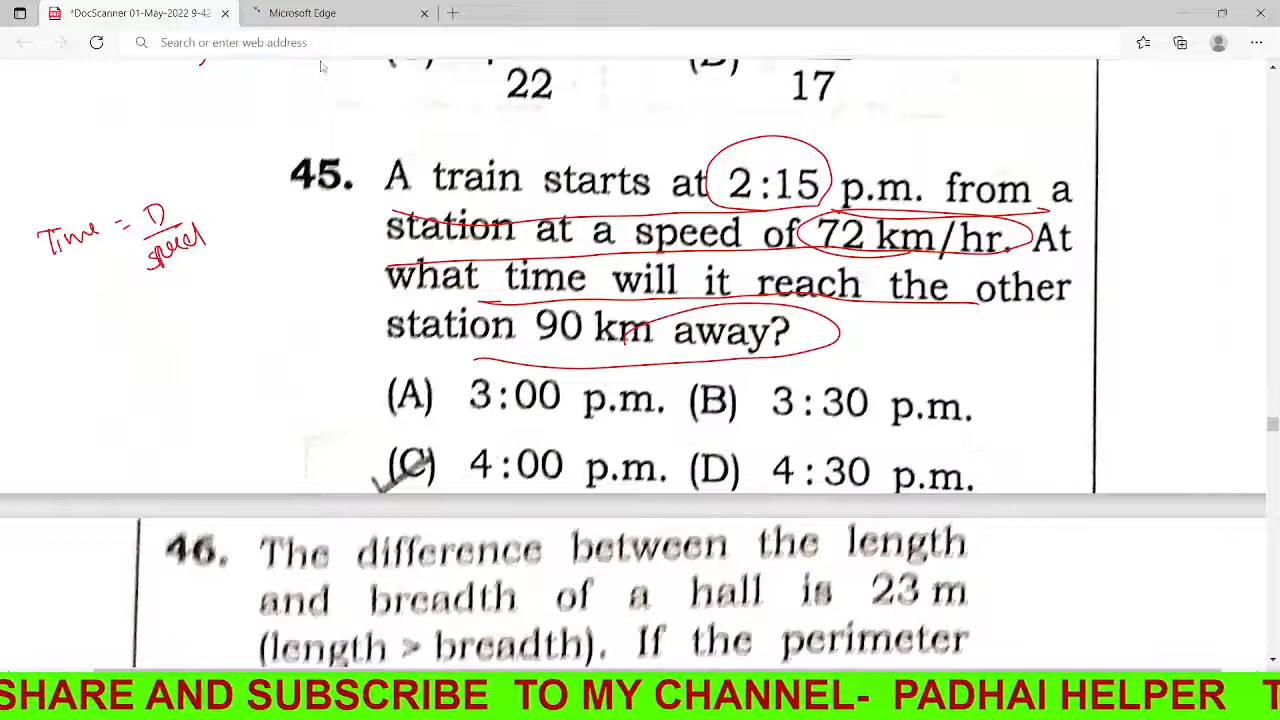 *DocScanner 01-May-2022 9-42
Microsoft Edge
Search or enter web address
22
17
45. A train starts at 2:15 p.m. from a
station at a speed of 72 km/hr. At
what time will it reach the other
station 90 km away?
(A) 3:00 p.m. (B) 3:30 p.m.
(C) 4:00 p.m. (D) 4:30 p.m.
Time = D
speed
46. The difference between the length
and breadth of a hall is 23 m
(length > breadth). If the perimeter
SHARE AND SUBSCRIBE TO MY CHANNEL- PADHAI HELPER T